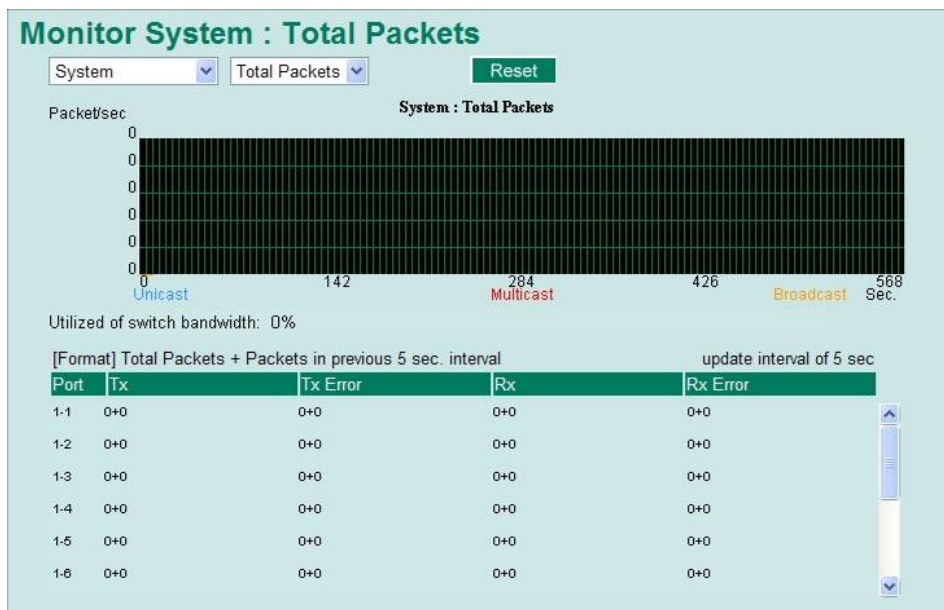 Monitor System : Total Packets
System Total Packets Reset
Packet/sec System : Total Packets
0
0
0
0
0
0
0 142 284 426 568
Unicast Multicast Broadcast Sec.
Utilized of switch bandwidth: 0%
[Format] Total Packets + Packets in previous 5 sec. interval update interval of 5 sec
Port Tx Tx Error Rx Rx Error
1-1 0+0 0+0 0+0 0+0
1-2 0+0 0+0 0+0 0+0
1-3 0+0 0+0 0+0 0+0
1-4 0+0 0+0 0+0 0+0
1-5 0+0 0+0 0+0 0+0
1-6 0+0 0+0 0+0 0+0